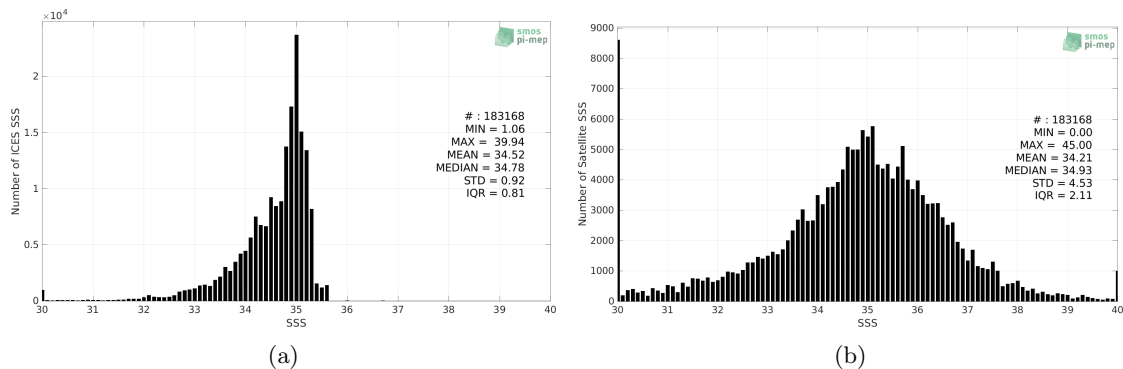 ×10⁴
smos
pi-mep
2
1.5
1
0.5
0
Number of ICES SSS
# : 183168
MIN = 1.06
MAX = 39.94
MEAN = 34.52
MEDIAN = 34.78
STD = 0.92
IQR = 0.81
30 31 32 33 34 35 36 37 38 39 40
SSS
(a)
smos
pi-mep
9000
8000
7000
6000
5000
4000
3000
2000
1000
0
Number of Satellite SSS
# : 183168
MIN = 0.00
MAX = 45.00
MEAN = 34.21
MEDIAN = 34.93
STD = 4.53
IQR = 2.11
30 31 32 33 34 35 36 37 38 39 40
SSS
(b)